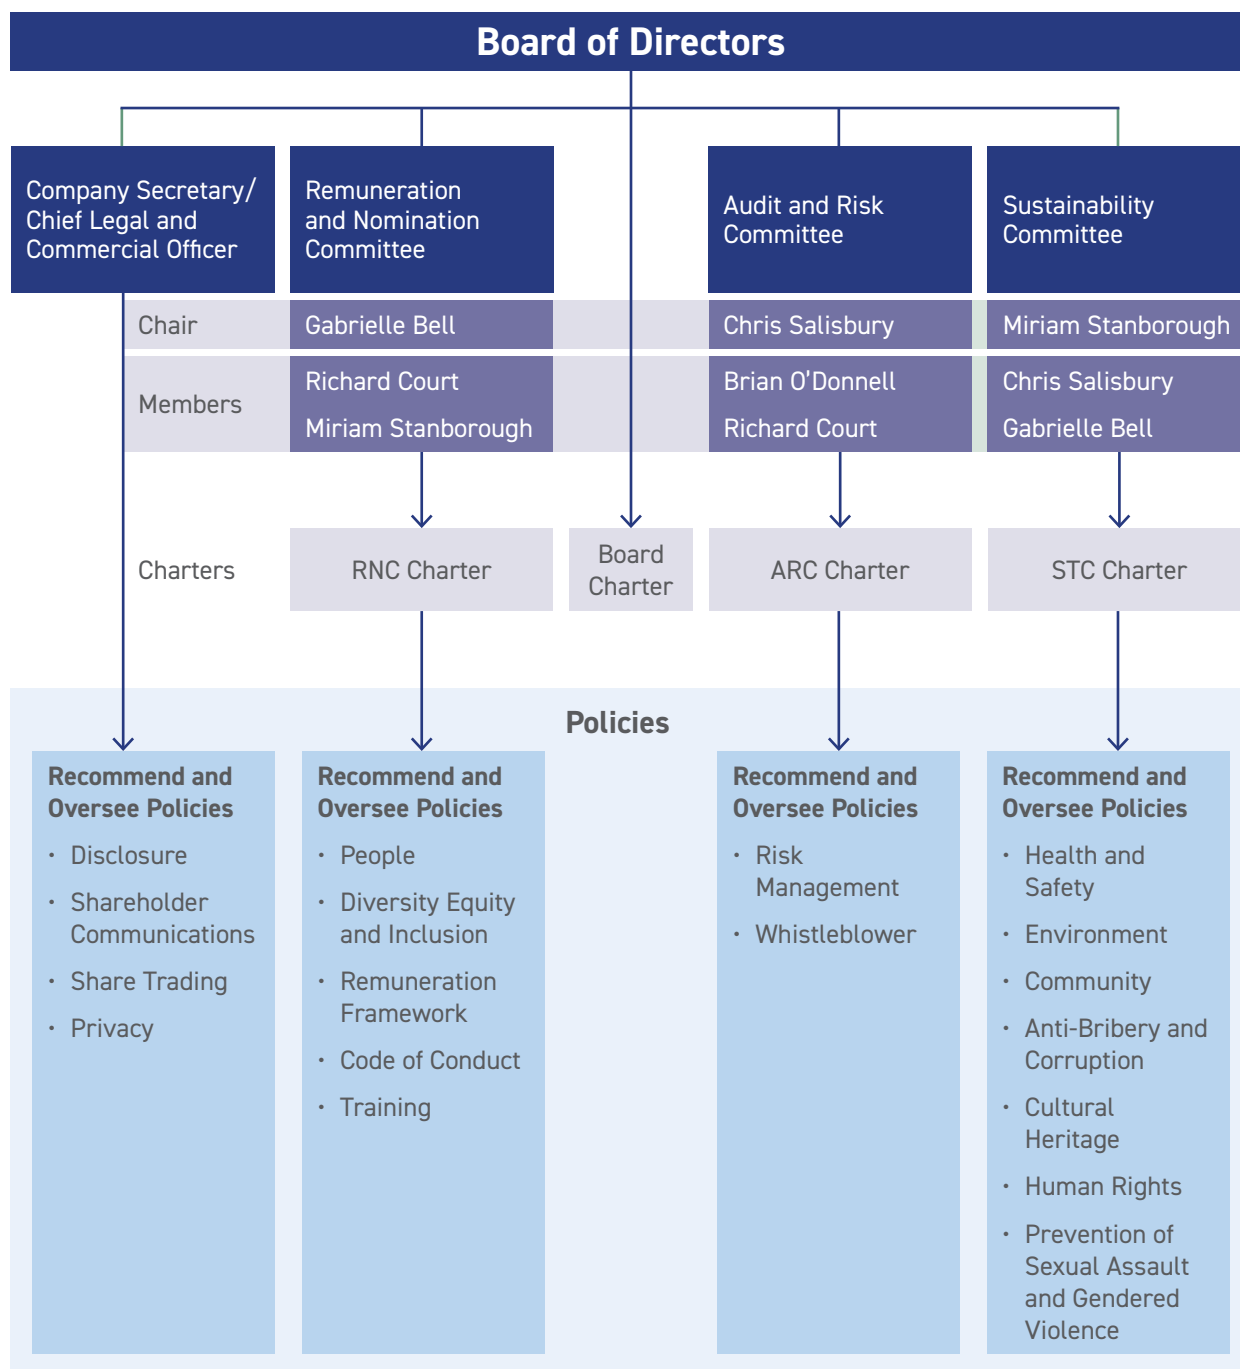 Board of Directors
Company Secretary/
Chief Legal and
Commercial Officer
Remuneration
and Nomination
Committee
Audit and Risk
Committee
Sustainability
Committee
Chair
Gabrielle Bell
Chris Salisbury
Miriam Stanborough
Members
Richard Court
Miriam Stanborough
Brian O’Donnell
Richard Court
Chris Salisbury
Gabrielle Bell
Charters
RNC Charter
Board
Charter
ARC Charter
STC Charter
Policies
Recommend and
Oversee Policies
· Disclosure
· Shareholder
Communications
· Share Trading
· Privacy
Recommend and
Oversee Policies
· People
· Diversity Equity
and Inclusion
· Remuneration
Framework
· Code of Conduct
· Training
Recommend and
Oversee Policies
· Risk
Management
· Whistleblower
Recommend and
Oversee Policies
· Health and
Safety
· Environment
· Community
· Anti-Bribery and
Corruption
· Cultural
Heritage
· Human Rights
· Prevention of
Sexual Assault
and Gendered
Violence